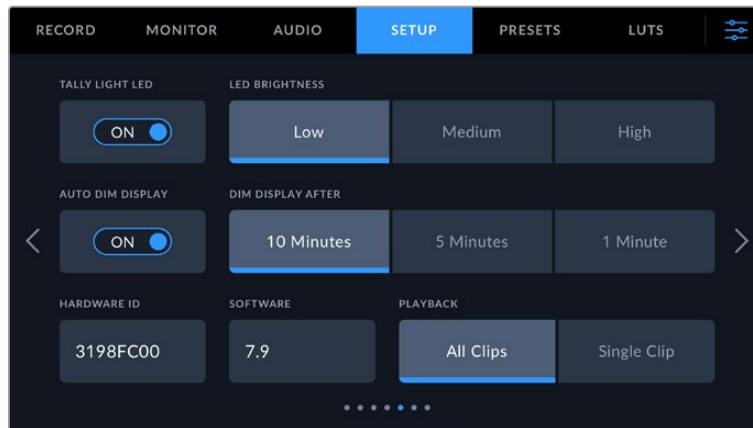 RECORD MONITOR AUDIO SETUP PRESETS LUTS
TALLY LIGHT LED LED BRIGHTNESS
ON Low Medium High
AUTO DIM DISPLAY DIM DISPLAY AFTER
ON 10 Minutes 5 Minutes 1 Minute
HARDWARE ID SOFTWARE PLAYBACK
3198FC00 7.9 All Clips Single Clip